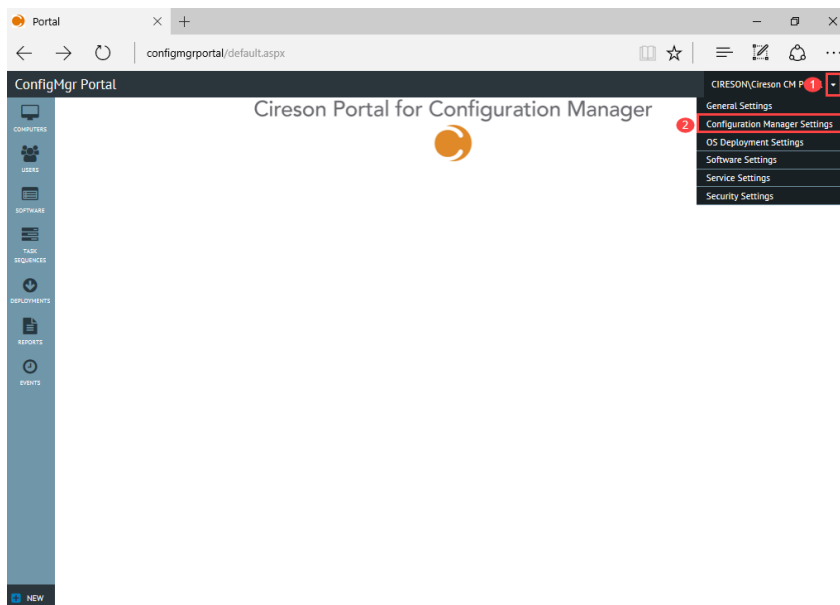 Portal
configmgrportal/default.aspx
ConfigMgr Portal
CIRESON\Cireson CM P
1
General Settings
2
Configuration Manager Settings
OS Deployment Settings
Software Settings
Service Settings
Security Settings
Cireson Portal for Configuration Manager
COMPUTERS
USERS
SOFTWARE
TASK
SEQUENCES
DEPLOYMENTS
REPORTS
EVENTS
NEW